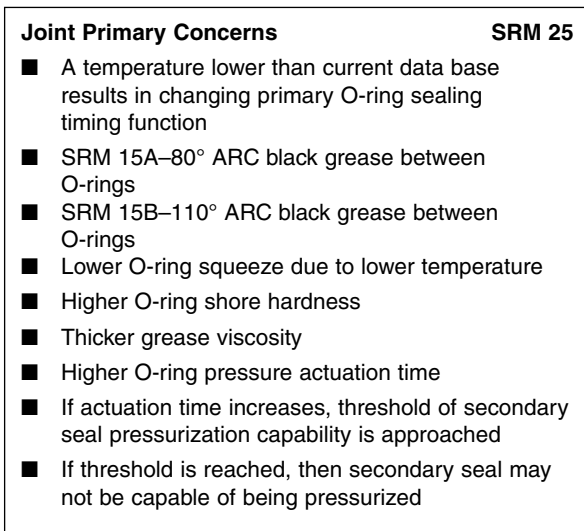 Joint Primary Concerns SRM 25
■ A temperature lower than current data base
results in changing primary O-ring sealing
timing function
■ SRM 15A–80° ARC black grease between
O-rings
■ SRM 15B–110° ARC black grease between
O-rings
■ Lower O-ring squeeze due to lower temperature
■ Higher O-ring shore hardness
■ Thicker grease viscosity
■ Higher O-ring pressure actuation time
■ If actuation time increases, threshold of secondary
seal pressurization capability is approached
■ If threshold is reached, then secondary seal may
not be capable of being pressurized